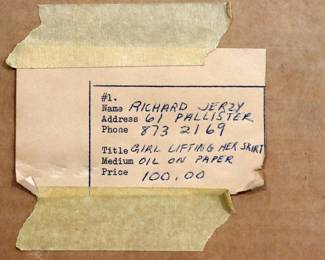 #1.
Name RICHARD JERZY
Address 61 PALLISTER
Phone 873 2169
Title GIRL LIFTING HER SKIRT
Medium OIL ON PAPER
Price 100.00